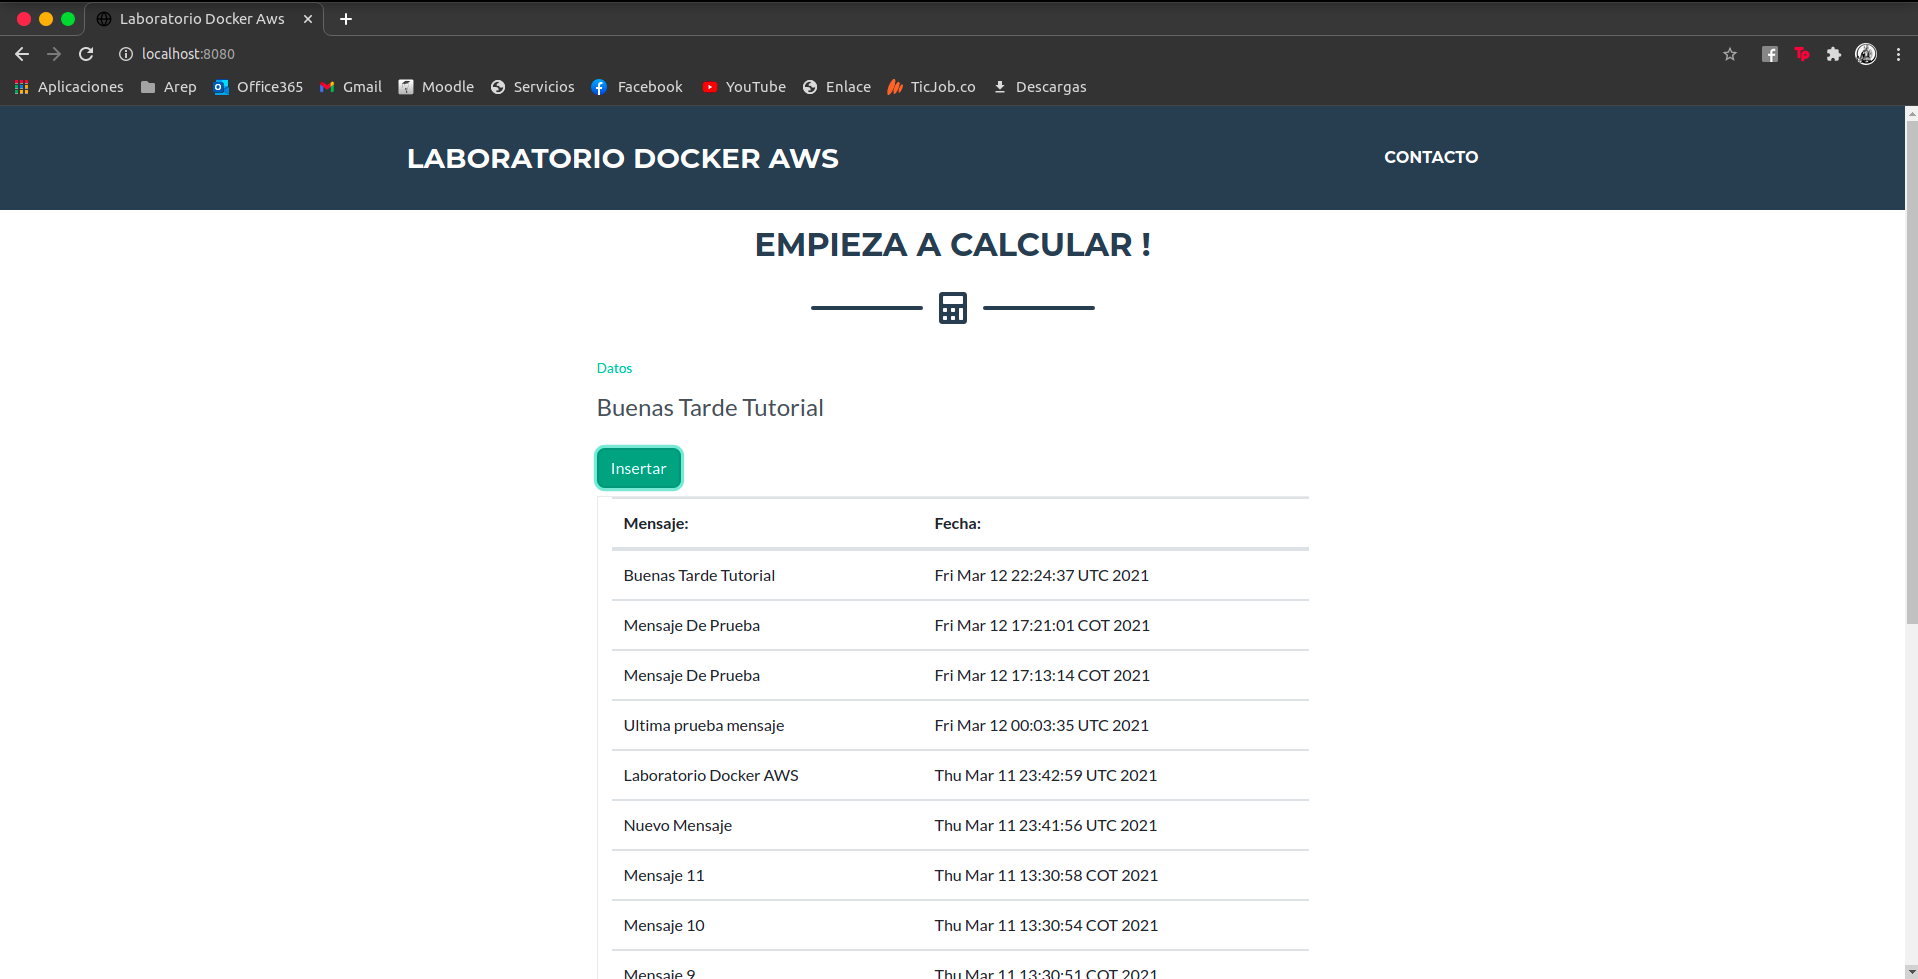 Laboratorio Docker Aws
localhost:8080
Aplicaciones Arep Office365 Gmail Moodle Servicios Facebook YouTube Enlace TicJob.co Descargas
LABORATORIO DOCKER AWS CONTACTO
EMPIEZA A CALCULAR !
Datos
Buenas Tarde Tutorial
Insertar
Mensaje: Fecha:
Buenas Tarde Tutorial Fri Mar 12 22:24:37 UTC 2021
Mensaje De Prueba Fri Mar 12 17:21:01 COT 2021
Mensaje De Prueba Fri Mar 12 17:13:14 COT 2021
Ultima prueba mensaje Fri Mar 12 00:03:35 UTC 2021
Laboratorio Docker AWS Thu Mar 11 23:42:59 UTC 2021
Nuevo Mensaje Thu Mar 11 23:41:56 UTC 2021
Mensaje 11 Thu Mar 11 13:30:58 COT 2021
Mensaje 10 Thu Mar 11 13:30:54 COT 2021
Mensaje 9 Thu Mar 11 13:30:51 COT 2021